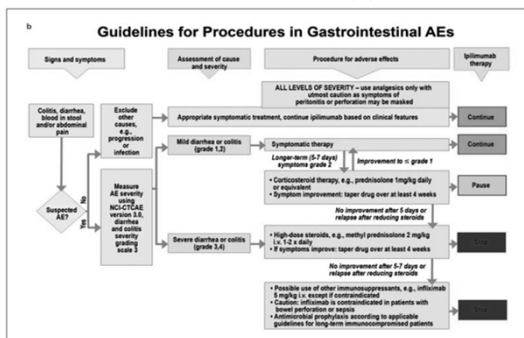 b
Guidelines for Procedures in Gastrointestinal AEs
Signs and symptoms
Assessment of cause
and severity
Procedure for adverse effects
Ipilimumab
therapy
ALL LEVELS OF SEVERITY – use analgesics only with
utmost caution as symptoms of
peritonitis or perforation may be masked
Colitis, diarrhea,
blood in stool
and/or abdominal
pain
Exclude
other
causes,
e.g.,
progression
or
infection
Appropriate symptomatic treatment, continue ipilimumab based on clinical features
Continue
Mild diarrhea or colitis
(grade 1,2)
Symptomatic therapy
Continue
Longer-term (5-7 days)
symptoms grade 2
Improvement to ≤ grade 1
No
Yes
Suspected
AE?
Measure
AE severity
using
NCI-CTCAE
version 3.0,
diarrhea
and colitis
severity
grading
scale 3
• Corticosteroid therapy, e.g., prednisolone 1mg/kg daily
or equivalent
• Symptom improvement: taper drug over at least 4 weeks
Pause
No improvement after 5 days or
relapse after reducing steroids
Severe diarrhea or colitis
(grade 3,4)
• High-dose steroids, e.g., methyl prednisolone 2 mg/kg
i.v. 1-2 x daily
• If symptoms improve: taper drug over at least 4 weeks
Stop
No improvement after 5-7 days or
relapse after reducing steroids
• Possible use of other immunosuppressants, e.g., infliximab
5 mg/kg i.v. except if contraindicated
• Caution: infliximab is contraindicated in patients with
bowel perforation or sepsis
• Antimicrobial prophylaxis according to applicable
guidelines for long-term immunocompromised patients
Stop